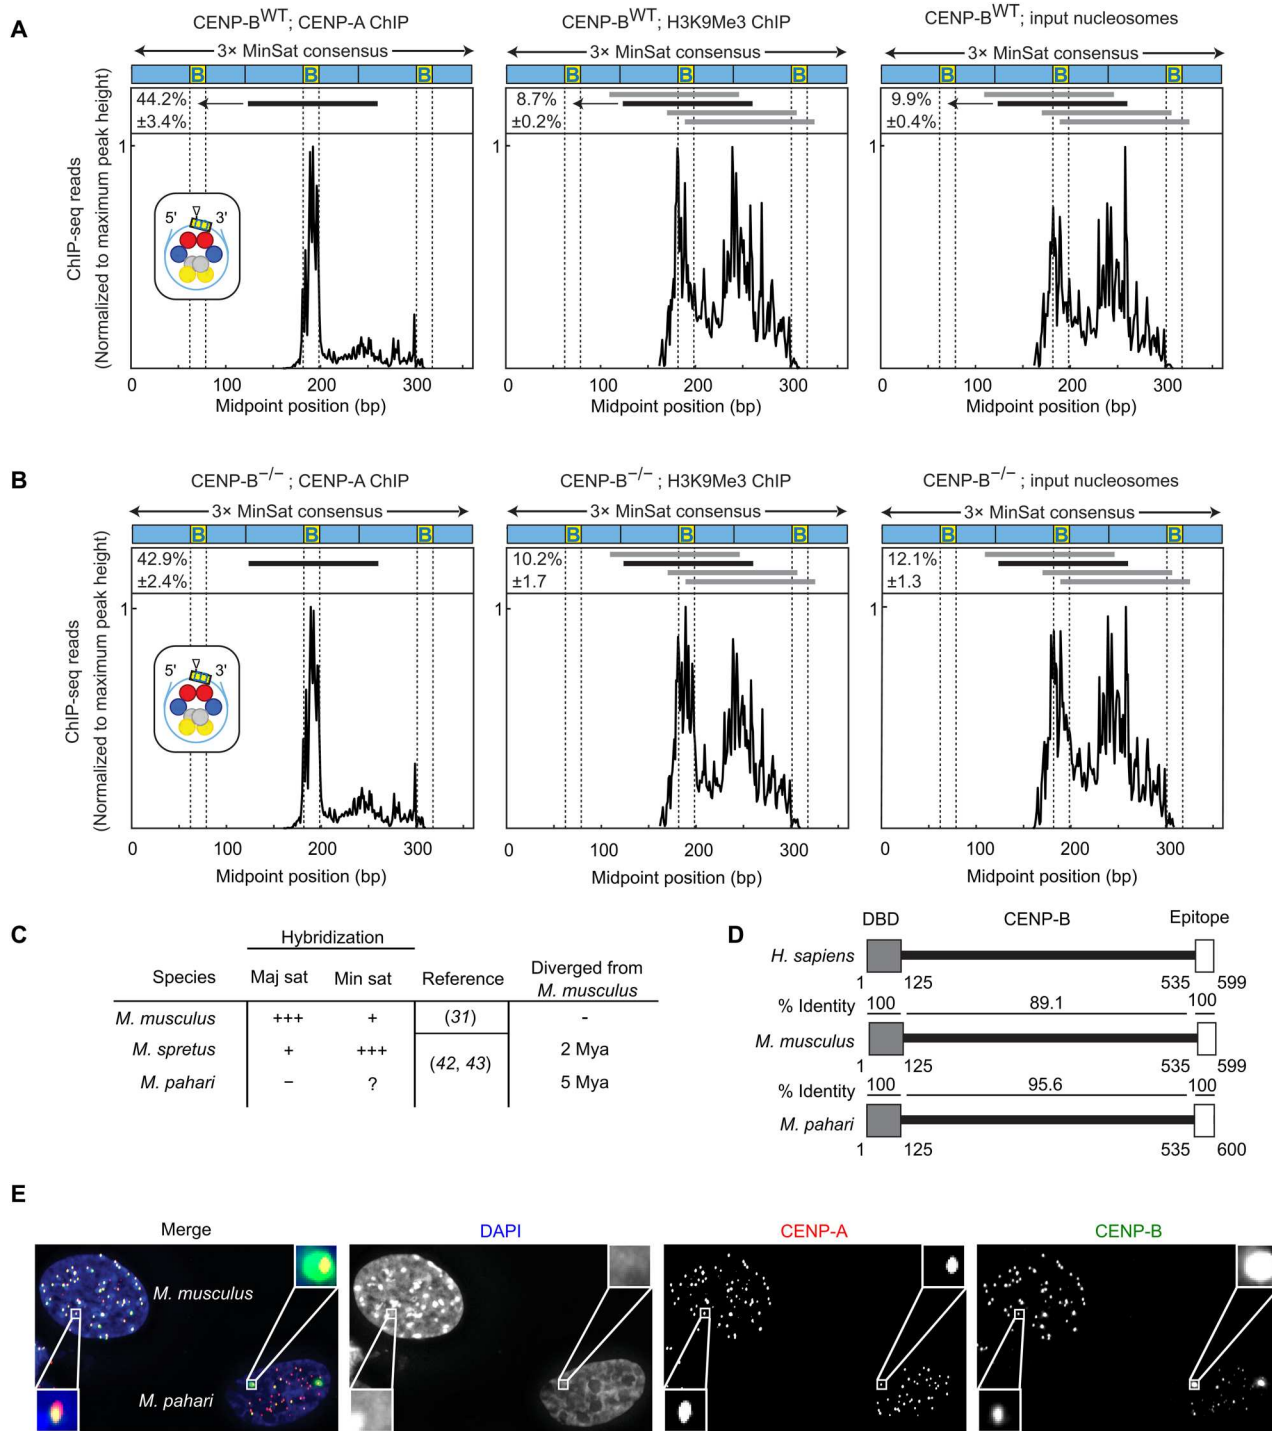 A
CENP-B^WT; CENP-A ChIP
CENP-B^WT; H3K9Me3 ChIP
CENP-B^WT; input nucleosomes
3× MinSat consensus
3× MinSat consensus
3× MinSat consensus
B B B
B B B
B B B
44.2%
±3.4%
8.7%
±0.2%
9.9%
±0.4%
ChIP-seq reads
(Normalized to maximum peak height)
1
1
1
5' 3'
0 100 200 300
0 100 200 300
0 100 200 300
Midpoint position (bp)
Midpoint position (bp)
Midpoint position (bp)
B
CENP-B^−/−; CENP-A ChIP
CENP-B^−/−; H3K9Me3 ChIP
CENP-B^−/−; input nucleosomes
3× MinSat consensus
3× MinSat consensus
3× MinSat consensus
B B B
B B B
B B B
42.9%
±2.4%
10.2%
±1.7
12.1%
±1.3
ChIP-seq reads
(Normalized to maximum peak height)
1
1
1
5' 3'
0 100 200 300
0 100 200 300
0 100 200 300
Midpoint position (bp)
Midpoint position (bp)
Midpoint position (bp)
C
Hybridization
Species Maj sat Min sat Reference Diverged from
M. musculus
M. musculus +++ + (31) -
M. spretus + +++ (42, 43) 2 Mya
M. pahari − ? 5 Mya
D
DBD CENP-B Epitope
H. sapiens
1 125 535 599
% Identity 100 89.1 100
M. musculus
1 125 535 599
% Identity 100 95.6 100
M. pahari
1 125 535 600
E
Merge DAPI CENP-A CENP-B
M. musculus
M. pahari